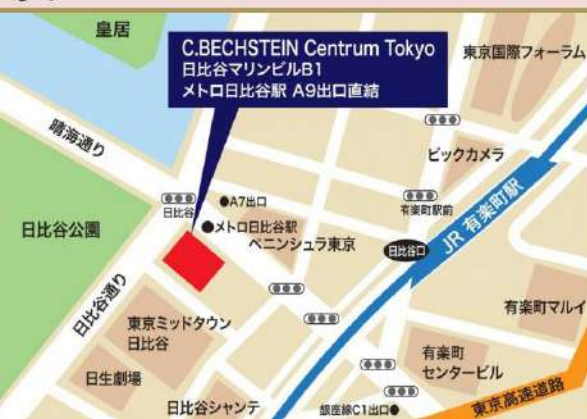 皇居
C.BECHSTEIN Centrum Tokyo
日比谷マリンビルB1
メトロ日比谷駅 A9出口直結
東京国際フォーラム
晴海通り
ビックカメラ
日比谷
●A7出口
有楽町駅前
日比谷公園
●メトロ日比谷駅
ペニンシュラ東京
日比谷口
JR 有楽町駅
日比谷通り
東京ミッドタウン
日比谷
有楽町マルイ
有楽町
センタービル
日生劇場
日比谷シャンテ
銀座線C1出口●
東京高速道路